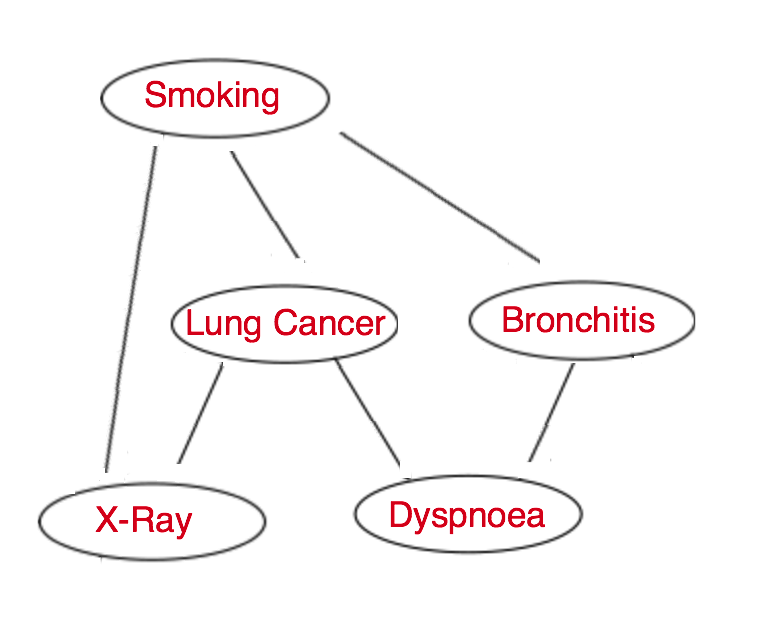 Smoking
Lung Cancer
Bronchitis
X-Ray
Dyspnoea